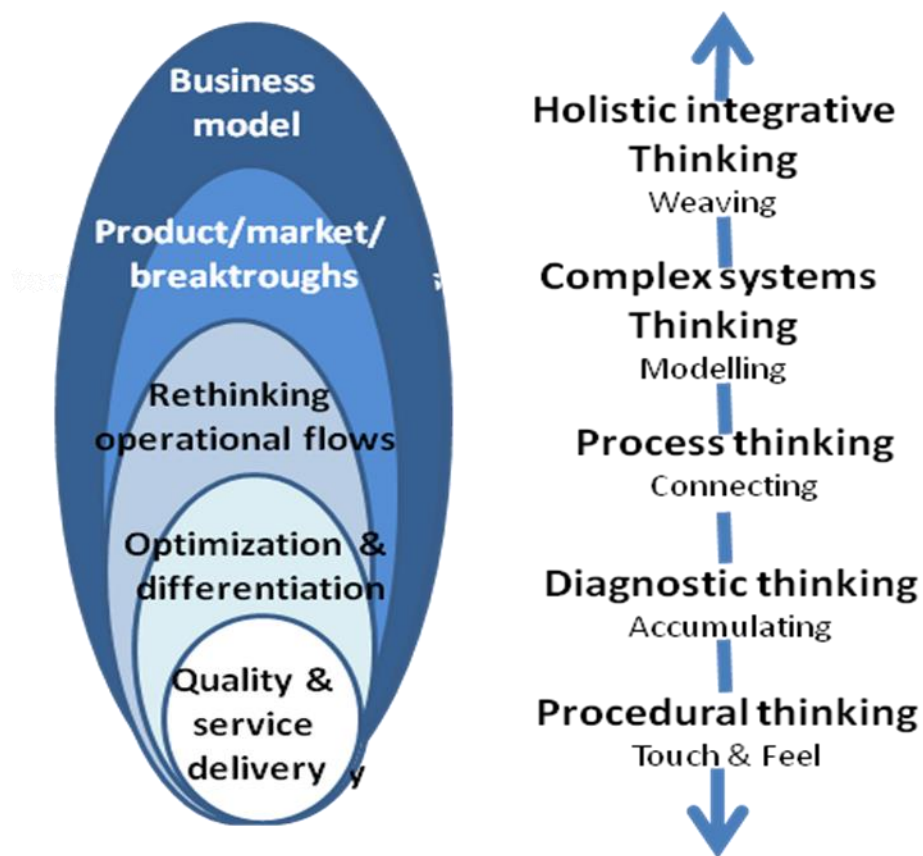 Business
model
Product/market/
breaktroughs
Rethinking
operational flows
Optimization &
differentiation
Quality &
service
delivery y
Holistic integrative
Thinking
Weaving
Complex systems
Thinking
Modelling
Process thinking
Connecting
Diagnostic thinking
Accumulating
Procedural thinking
Touch & Feel